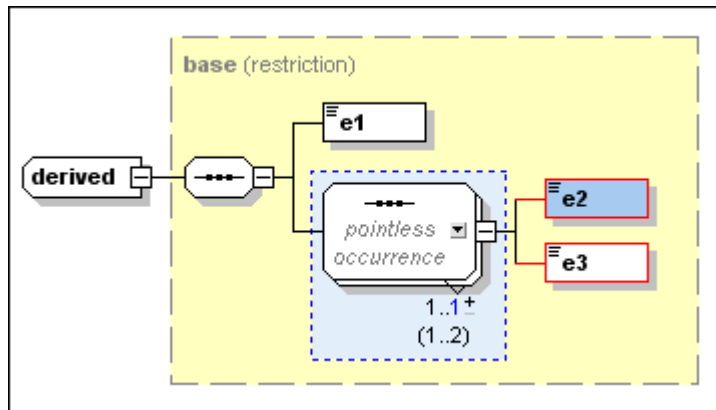 base (restriction)
e1
derived
e2
pointless
occurrence
e3
1..1 ±
(1..2)